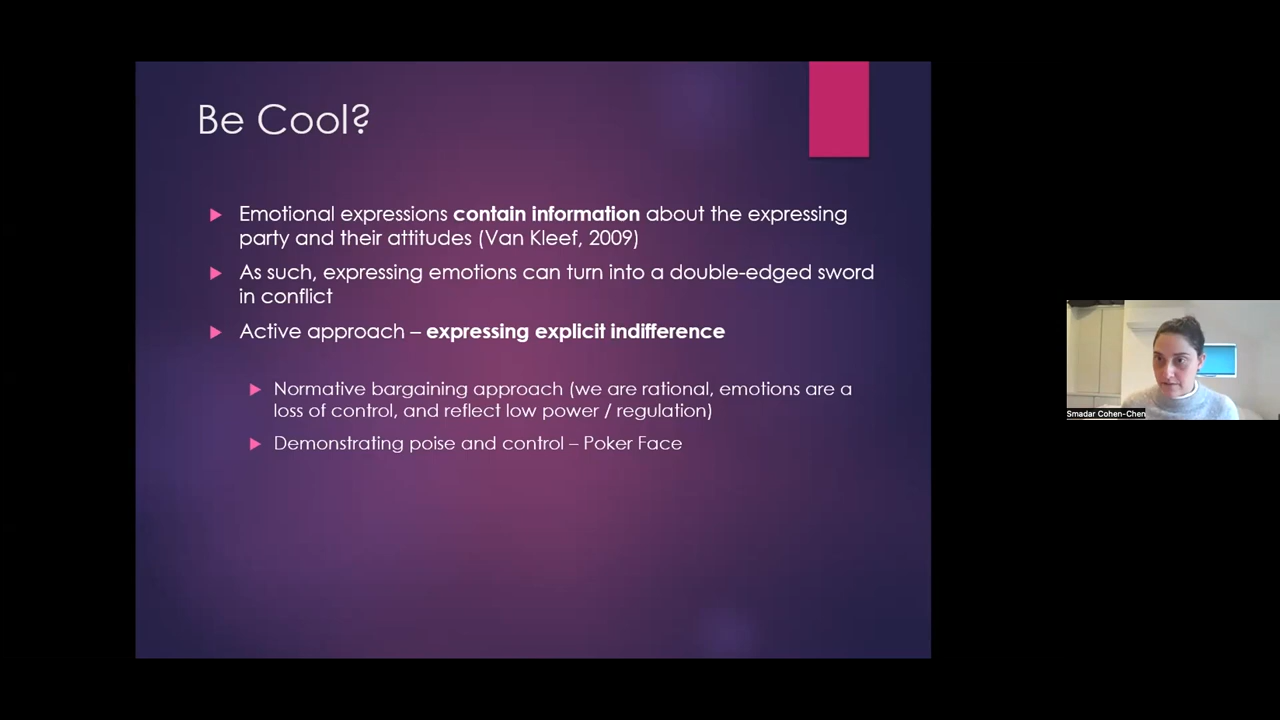 Be Cool?
Emotional expressions contain information about the expressing
party and their attitudes (Van Kleef, 2009)
As such, expressing emotions can turn into a double-edged sword
in conflict
Active approach – expressing explicit indifference
Normative bargaining approach (we are rational, emotions are a
loss of control, and reflect low power / regulation)
Demonstrating poise and control – Poker Face
Smadar Cohen-Chen